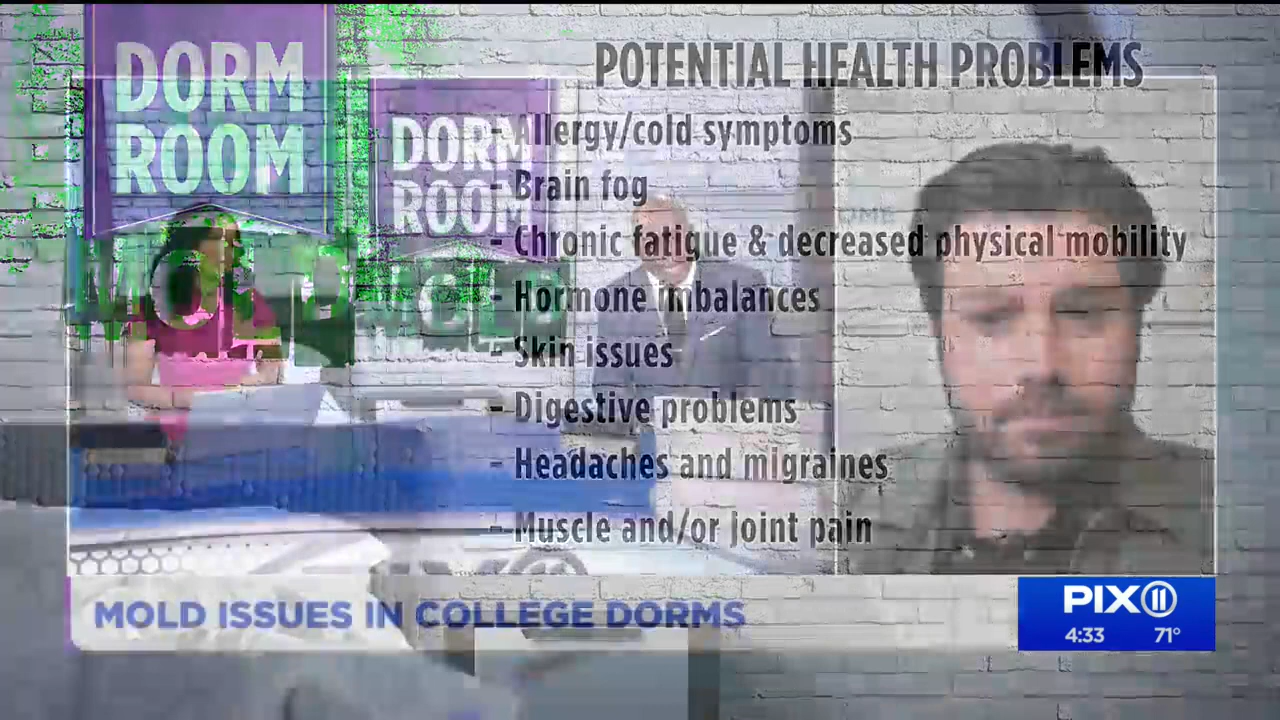 DORM
ROOM
DORM
ROOM
MOLD
POTENTIAL HEALTH PROBLEMS
- Allergy/cold symptoms
- Brain fog
- Chronic fatigue & decreased physical mobility
- Hormone imbalances
- Skin issues
- Digestive problems
- Headaches and migraines
- Muscle and/or joint pain
MOLD ISSUES IN COLLEGE DORMS
PIX11
4:33 71°